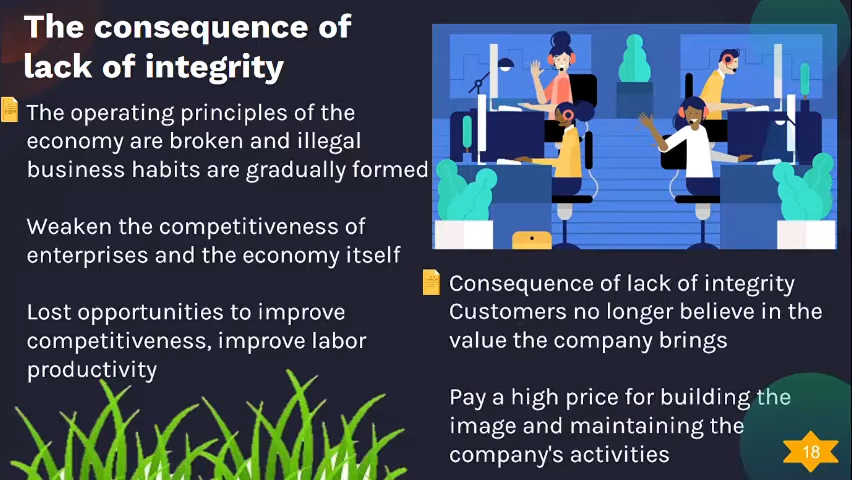 The consequence of
lack of integrity
The operating principles of the
economy are broken and illegal
business habits are gradually formed
Weaken the competitiveness of
enterprises and the economy itself
Lost opportunities to improve
competitiveness, improve labor
productivity
Consequence of lack of integrity
Customers no longer believe in the
value the company brings
Pay a high price for building the
image and maintaining the
company's activities
18